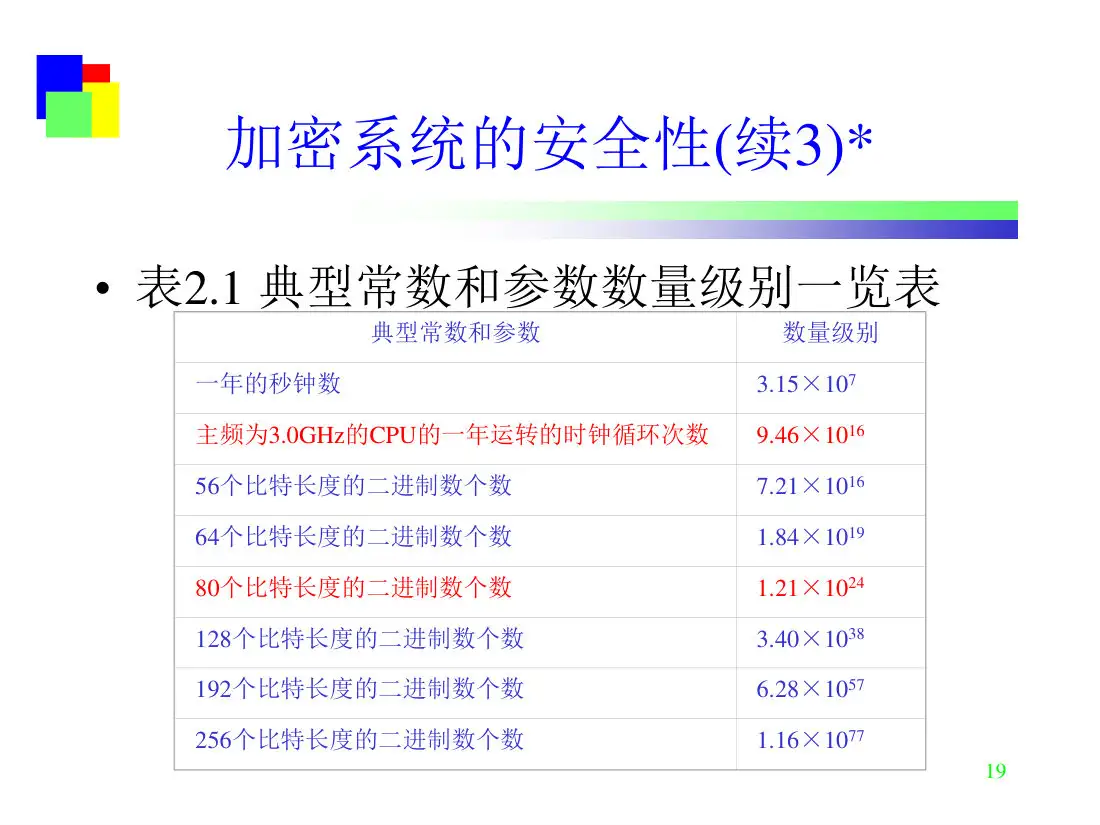 加密系统的安全性(续3)*
• 表2.1 典型常数和参数数量级别一览表
典型常数和参数 数量级别
一年的秒钟数 3.15×10⁷
主频为3.0GHz的CPU的一年运转的时钟循环次数 9.46×10¹⁶
56个比特长度的二进制数个数 7.21×10¹⁶
64个比特长度的二进制数个数 1.84×10¹⁹
80个比特长度的二进制数个数 1.21×10²⁴
128个比特长度的二进制数个数 3.40×10³⁸
192个比特长度的二进制数个数 6.28×10⁵⁷
256个比特长度的二进制数个数 1.16×10⁷⁷
19